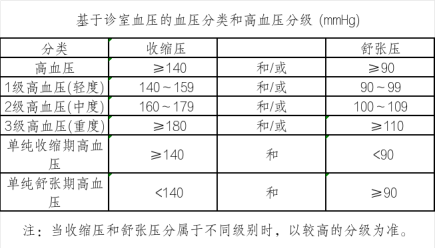 基于诊室血压的血压分类和高血压分级 (mmHg)
分类 收缩压 舒张压
高血压 ≥140 和/或 ≥90
1级高血压(轻度) 140～159 和/或 90～99
2级高血压(中度) 160～179 和/或 100～109
3级高血压(重度) ≥180 和/或 ≥110
单纯收缩期高血压 ≥140 和 <90
单纯舒张期高血压 <140 和 ≥90
注：当收缩压和舒张压分属于不同级别时，以较高的分级为准。